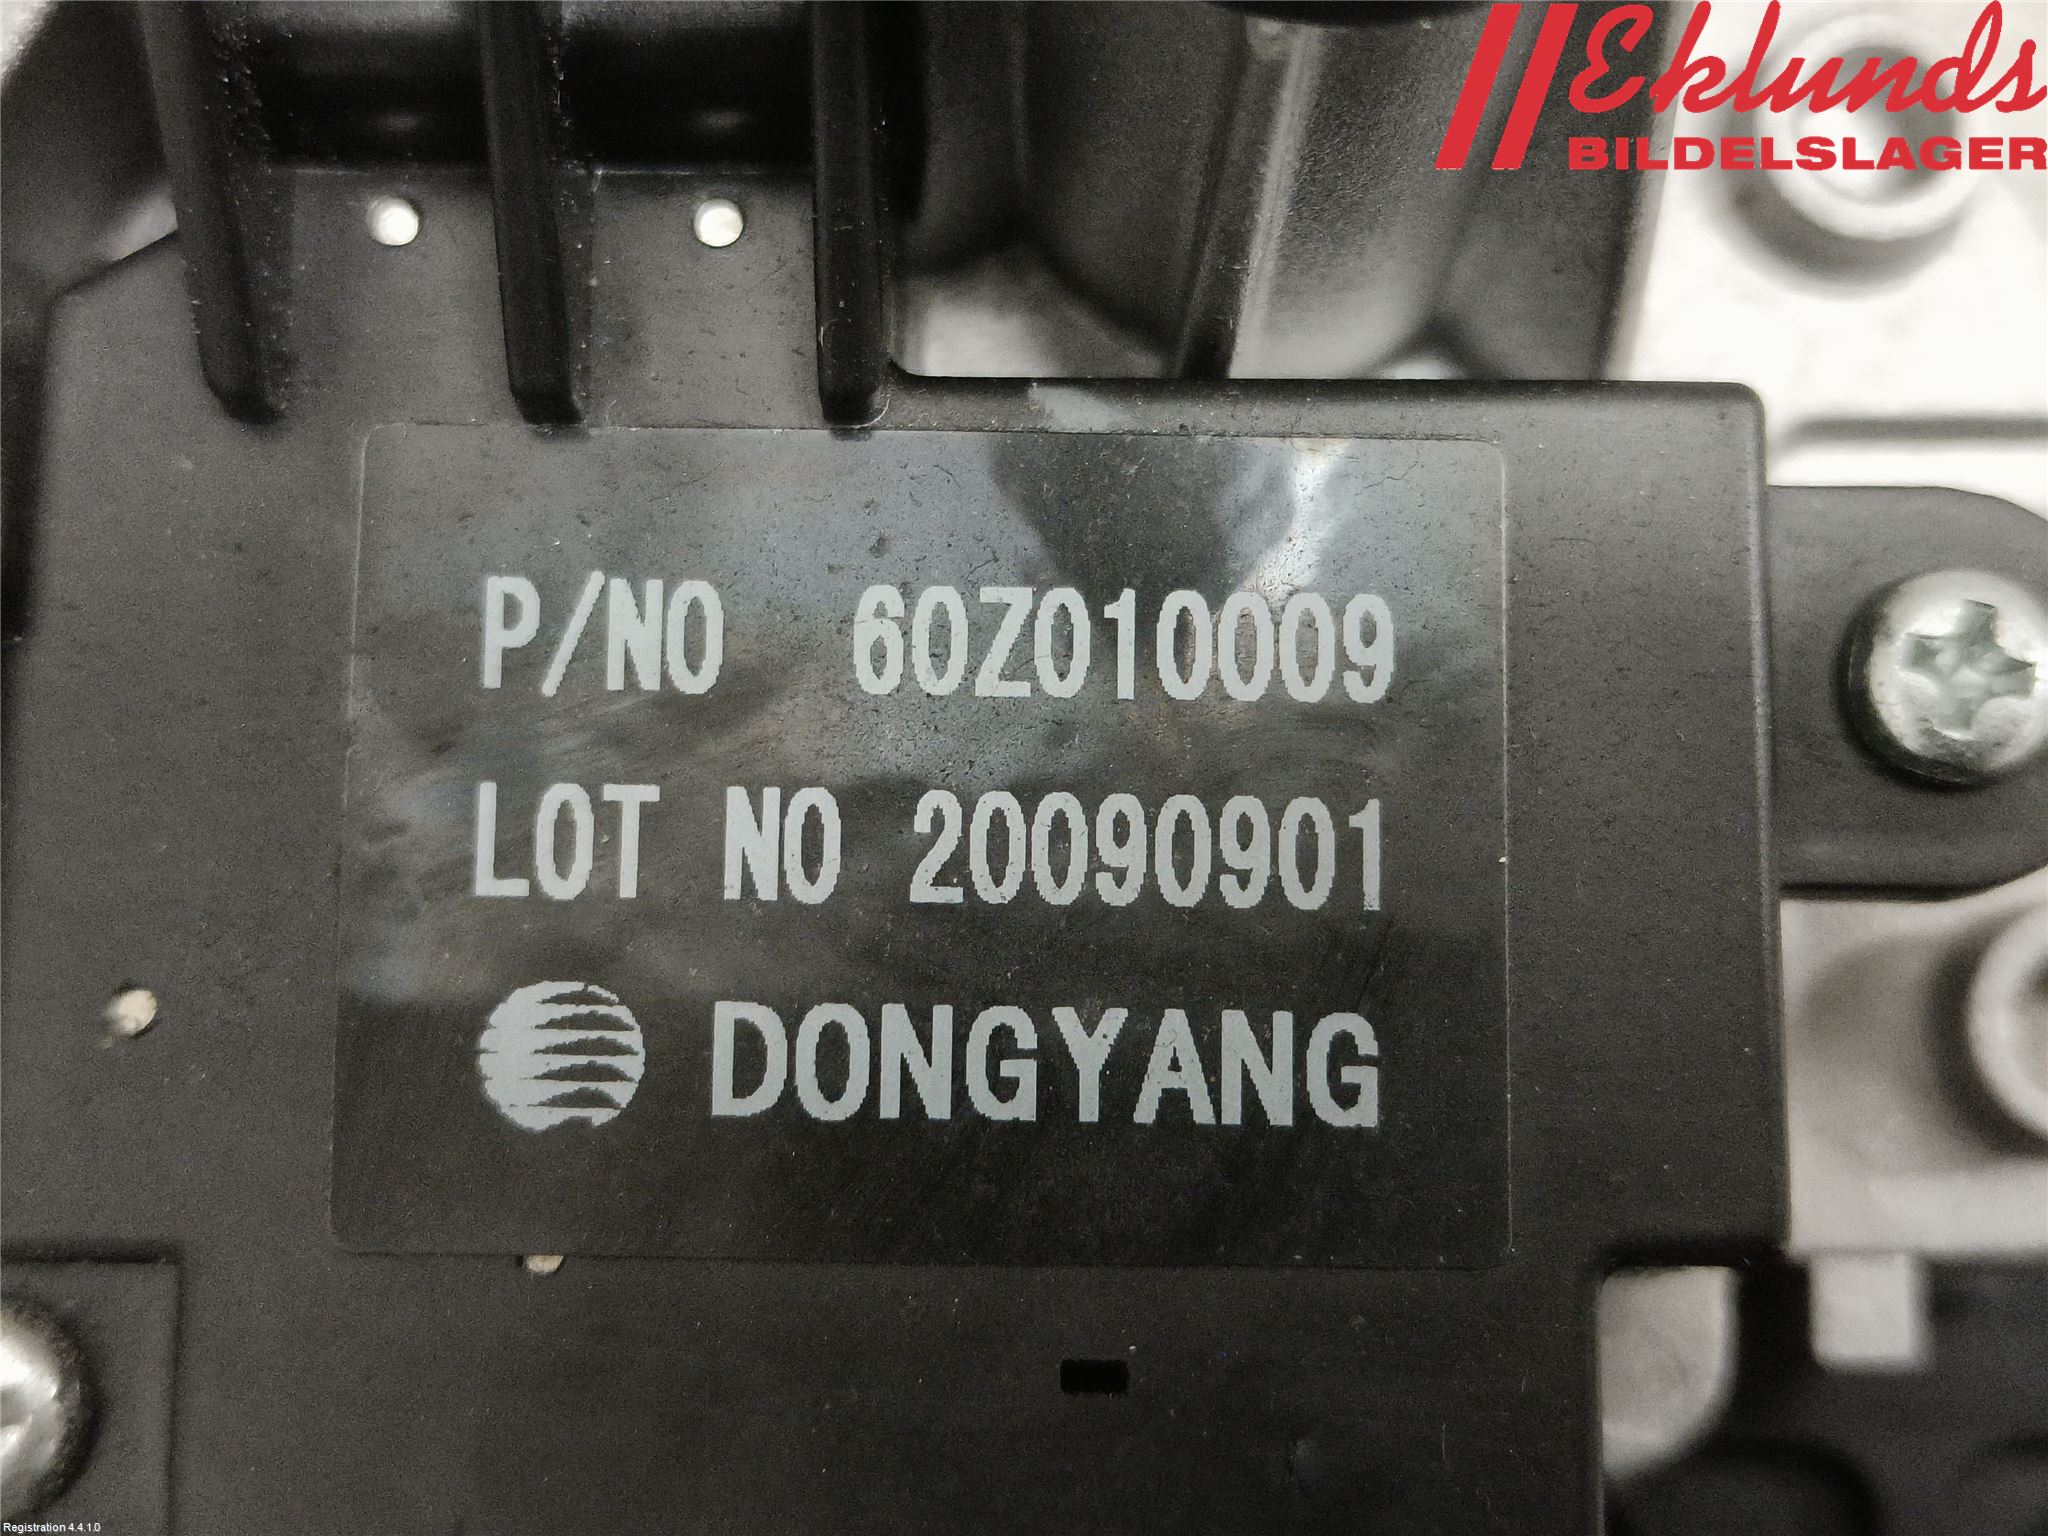 Eklunds
BILDELSLAGER
P/NO 60Z010009
LOT NO 20090901
DONGYANG
Registration 4.4.1.0